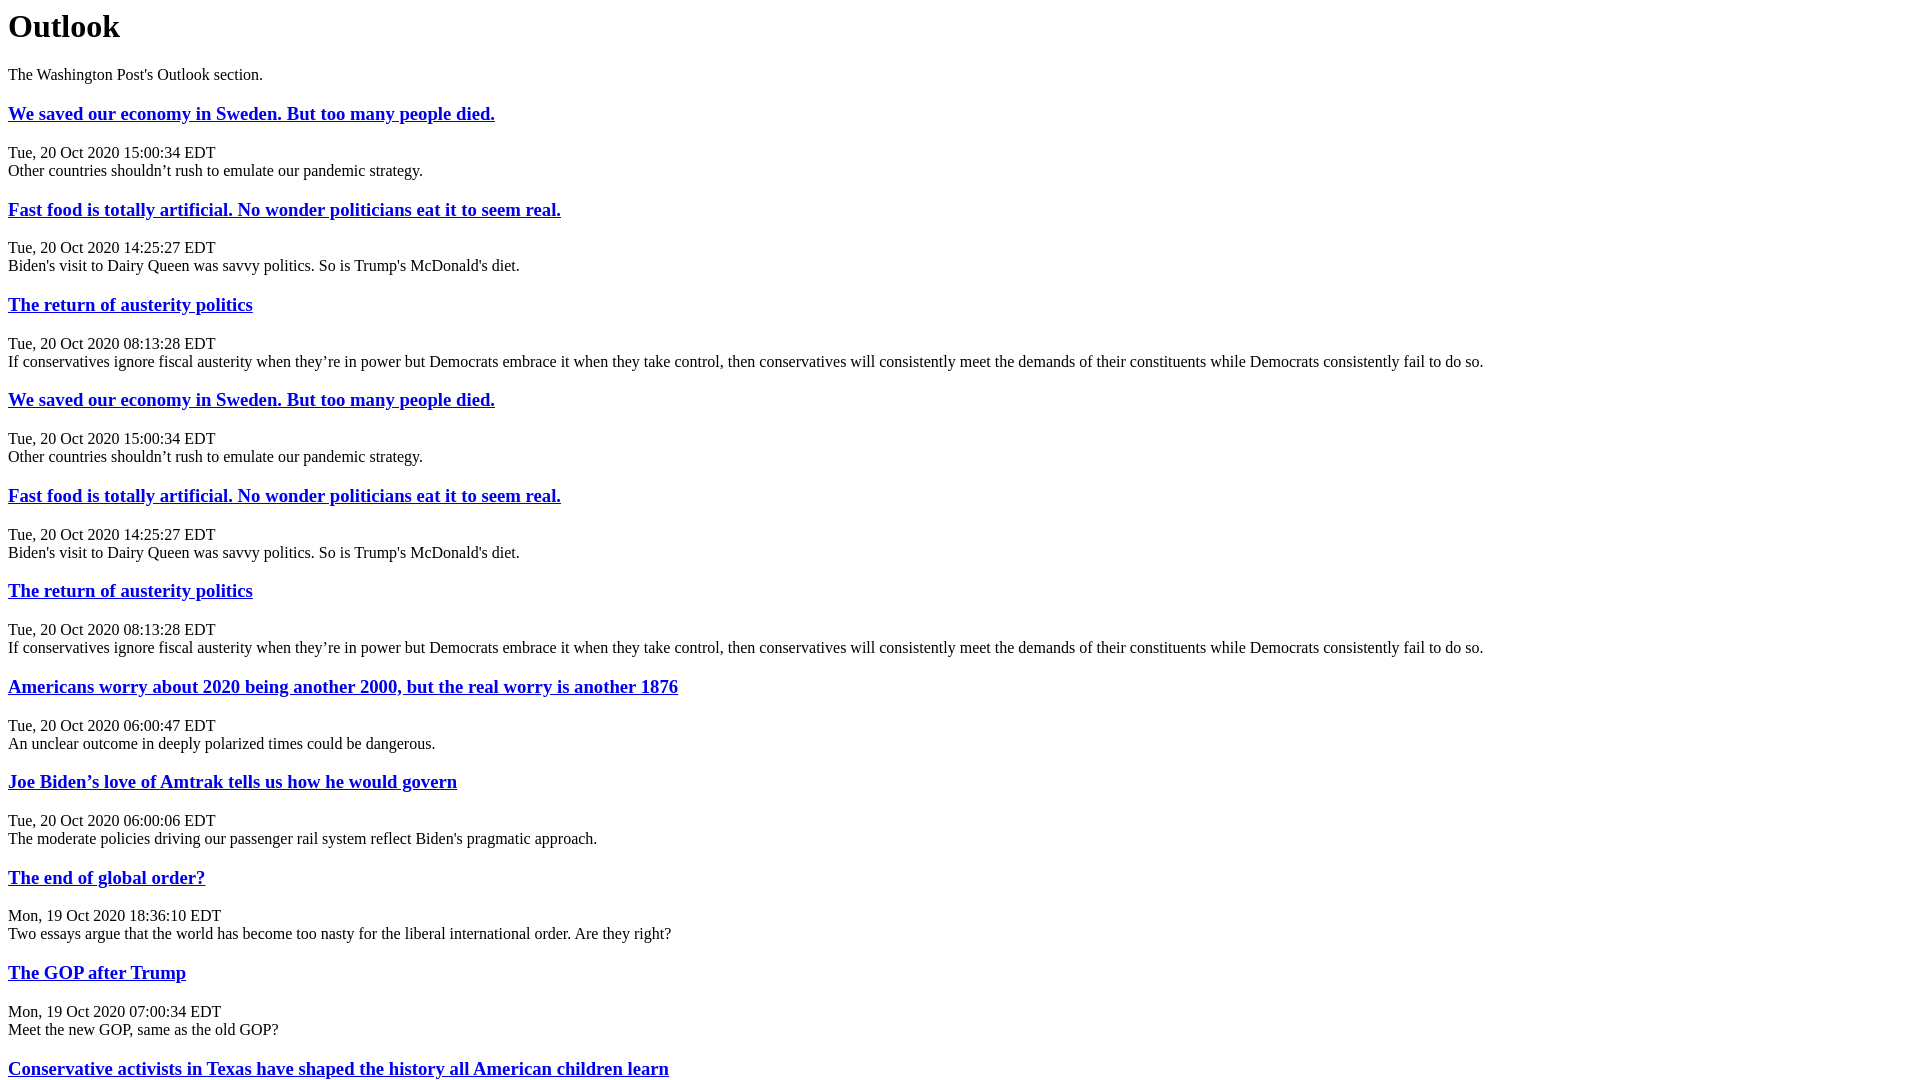 Outlook
The Washington Post's Outlook section.
We saved our economy in Sweden. But too many people died.
Tue, 20 Oct 2020 15:00:34 EDT
Other countries shouldn’t rush to emulate our pandemic strategy.
Fast food is totally artificial. No wonder politicians eat it to seem real.
Tue, 20 Oct 2020 14:25:27 EDT
Biden's visit to Dairy Queen was savvy politics. So is Trump's McDonald's diet.
The return of austerity politics
Tue, 20 Oct 2020 08:13:28 EDT
If conservatives ignore fiscal austerity when they’re in power but Democrats embrace it when they take control, then conservatives will consistently meet the demands of their constituents while Democrats consistently fail to do so.
We saved our economy in Sweden. But too many people died.
Tue, 20 Oct 2020 15:00:34 EDT
Other countries shouldn’t rush to emulate our pandemic strategy.
Fast food is totally artificial. No wonder politicians eat it to seem real.
Tue, 20 Oct 2020 14:25:27 EDT
Biden's visit to Dairy Queen was savvy politics. So is Trump's McDonald's diet.
The return of austerity politics
Tue, 20 Oct 2020 08:13:28 EDT
If conservatives ignore fiscal austerity when they’re in power but Democrats embrace it when they take control, then conservatives will consistently meet the demands of their constituents while Democrats consistently fail to do so.
Americans worry about 2020 being another 2000, but the real worry is another 1876
Tue, 20 Oct 2020 06:00:47 EDT
An unclear outcome in deeply polarized times could be dangerous.
Joe Biden’s love of Amtrak tells us how he would govern
Tue, 20 Oct 2020 06:00:06 EDT
The moderate policies driving our passenger rail system reflect Biden's pragmatic approach.
The end of global order?
Mon, 19 Oct 2020 18:36:10 EDT
Two essays argue that the world has become too nasty for the liberal international order. Are they right?
The GOP after Trump
Mon, 19 Oct 2020 07:00:34 EDT
Meet the new GOP, same as the old GOP?
Conservative activists in Texas have shaped the history all American children learn